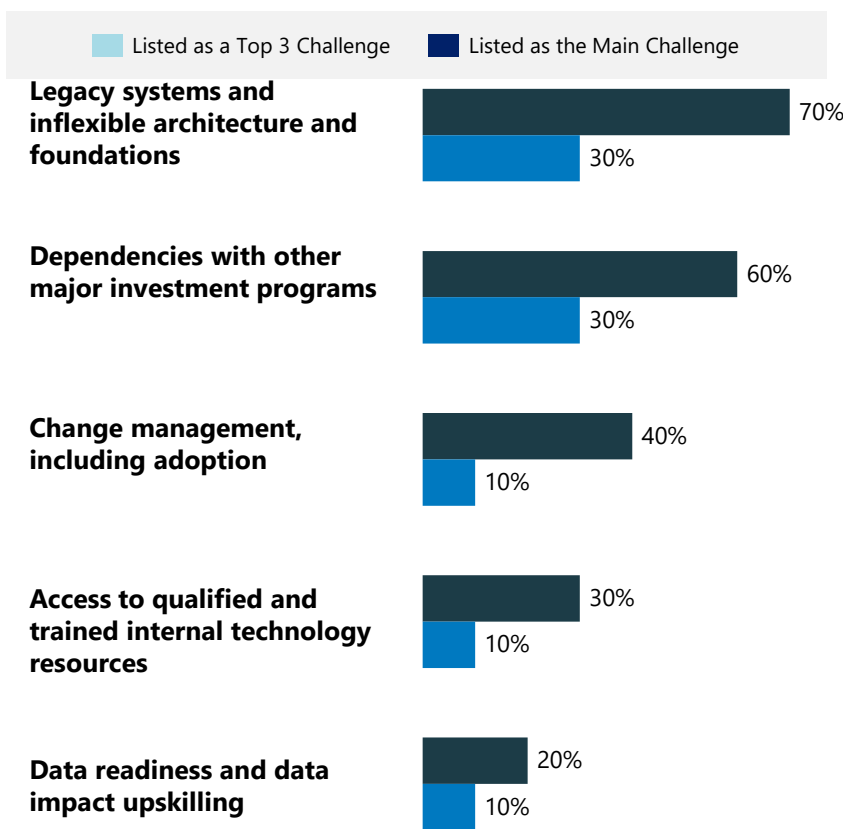 Listed as a Top 3 Challenge
Listed as the Main Challenge
Legacy systems and
inflexible architecture and
foundations
70%
30%
Dependencies with other
major investment programs
60%
30%
Change management,
including adoption
40%
10%
Access to qualified and
trained internal technology
resources
30%
10%
Data readiness and data
impact upskilling
20%
10%